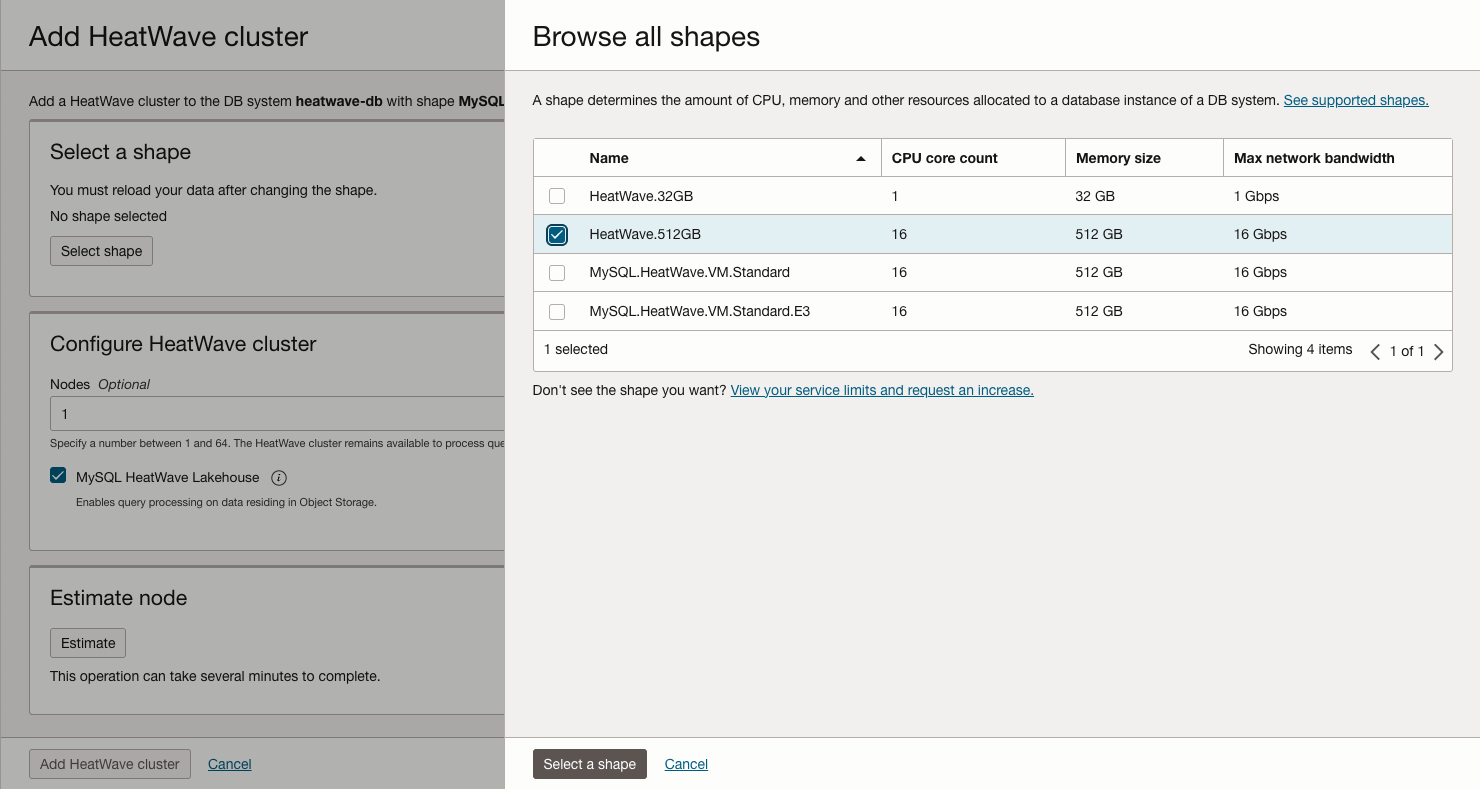 Add HeatWave cluster
Add a HeatWave cluster to the DB system heatwave-db with shape MySQL
Select a shape
You must reload your data after changing the shape.
No shape selected
Select shape
Configure HeatWave cluster
Nodes Optional
1
Specify a number between 1 and 64. The HeatWave cluster remains available to process que
MySQL HeatWave Lakehouse
Enables query processing on data residing in Object Storage.
Estimate node
Estimate
This operation can take several minutes to complete.
Add HeatWave cluster Cancel
Browse all shapes
A shape determines the amount of CPU, memory and other resources allocated to a database instance of a DB system. See supported shapes.
Name CPU core count Memory size Max network bandwidth
HeatWave.32GB 1 32 GB 1 Gbps
HeatWave.512GB 16 512 GB 16 Gbps
MySQL.HeatWave.VM.Standard 16 512 GB 16 Gbps
MySQL.HeatWave.VM.Standard.E3 16 512 GB 16 Gbps
1 selected Showing 4 items 1 of 1
Don't see the shape you want? View your service limits and request an increase.
Select a shape Cancel